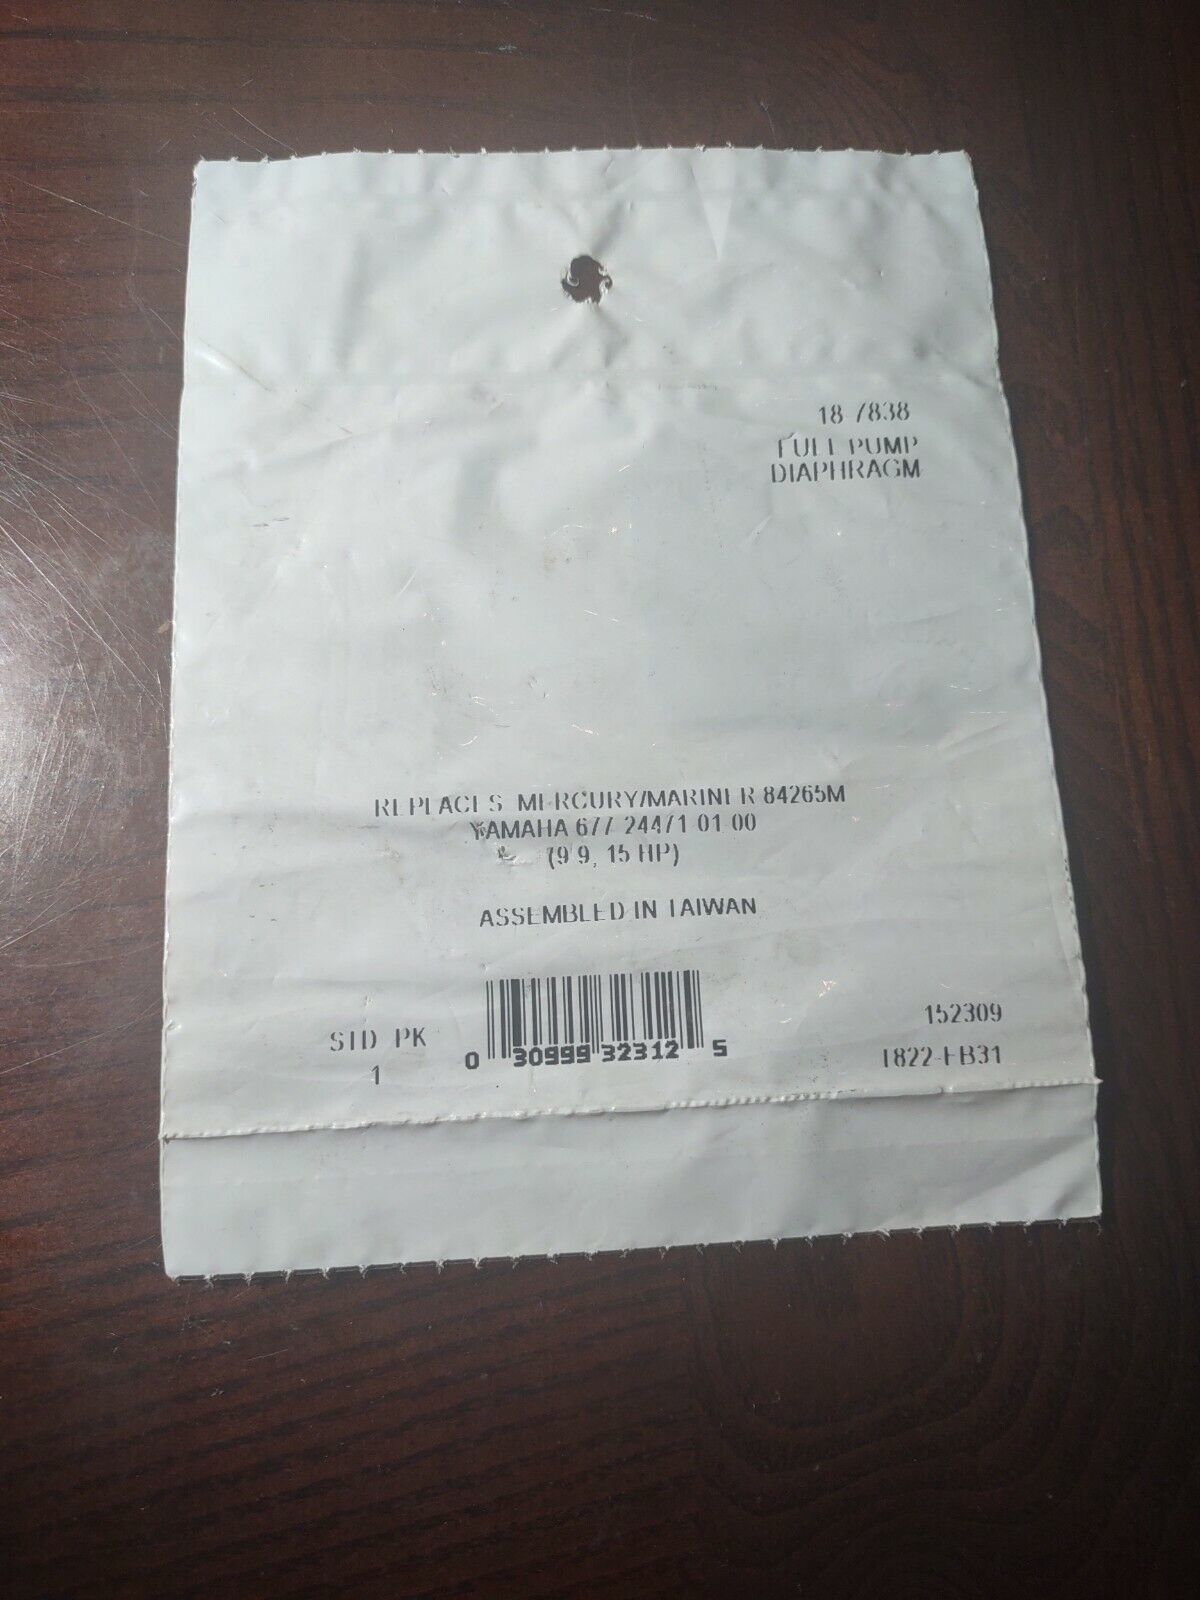 18-7838
FUEL PUMP
DIAPHRAGM
REPLACES: MERCURY/MARINER 84265M
YAMAHA 677-24471-01-00
(9.9, 15 HP)
ASSEMBLED IN TAIWAN
STD. PK.
1
0 30999 32312 5
152309
T822-FB31